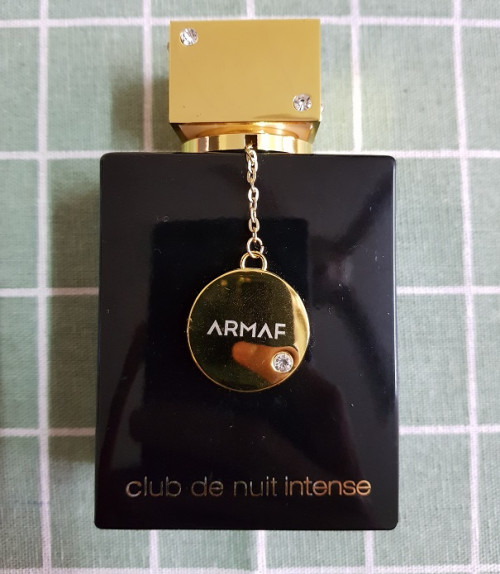 ARMAF
club de nuit intense